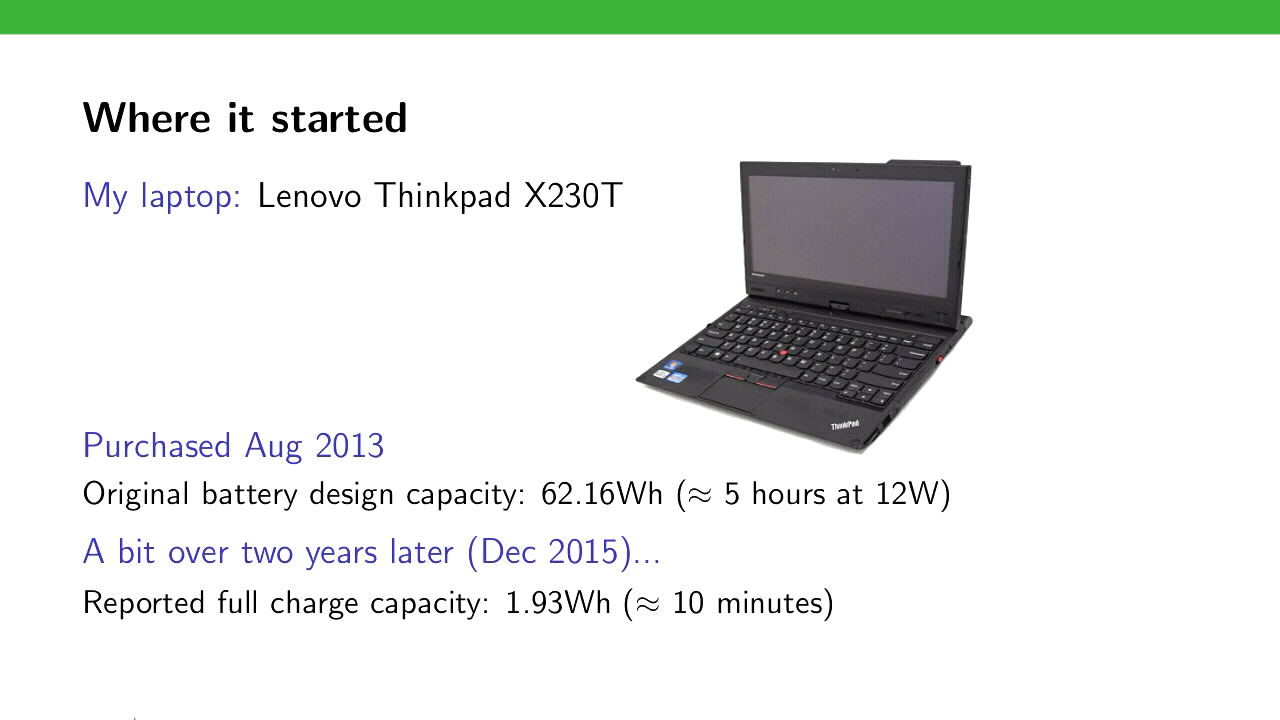 Where it started
My laptop: Lenovo Thinkpad X230T
ThinkPad
Purchased Aug 2013
Original battery design capacity: 62.16Wh (≈ 5 hours at 12W)
A bit over two years later (Dec 2015)...
Reported full charge capacity: 1.93Wh (≈ 10 minutes)